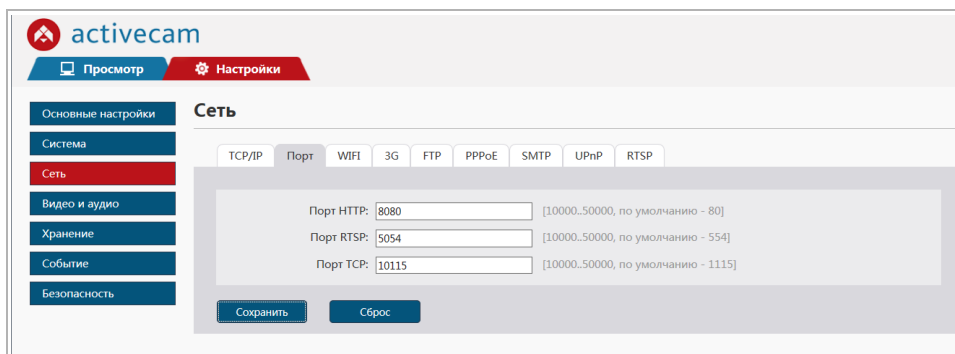 activecam
Просмотр Настройки
Основные настройки
Система
Сеть
Видео и аудио
Хранение
Событие
Безопасность
Сеть
TCP/IP Порт WIFI 3G FTP PPPoE SMTP UPnP RTSP
Порт HTTP: 8080 [10000..50000, по умолчанию - 80]
Порт RTSP: 5054 [10000..50000, по умолчанию - 554]
Порт TCP: 10115 [10000..50000, по умолчанию - 1115]
Сохранить Сброс